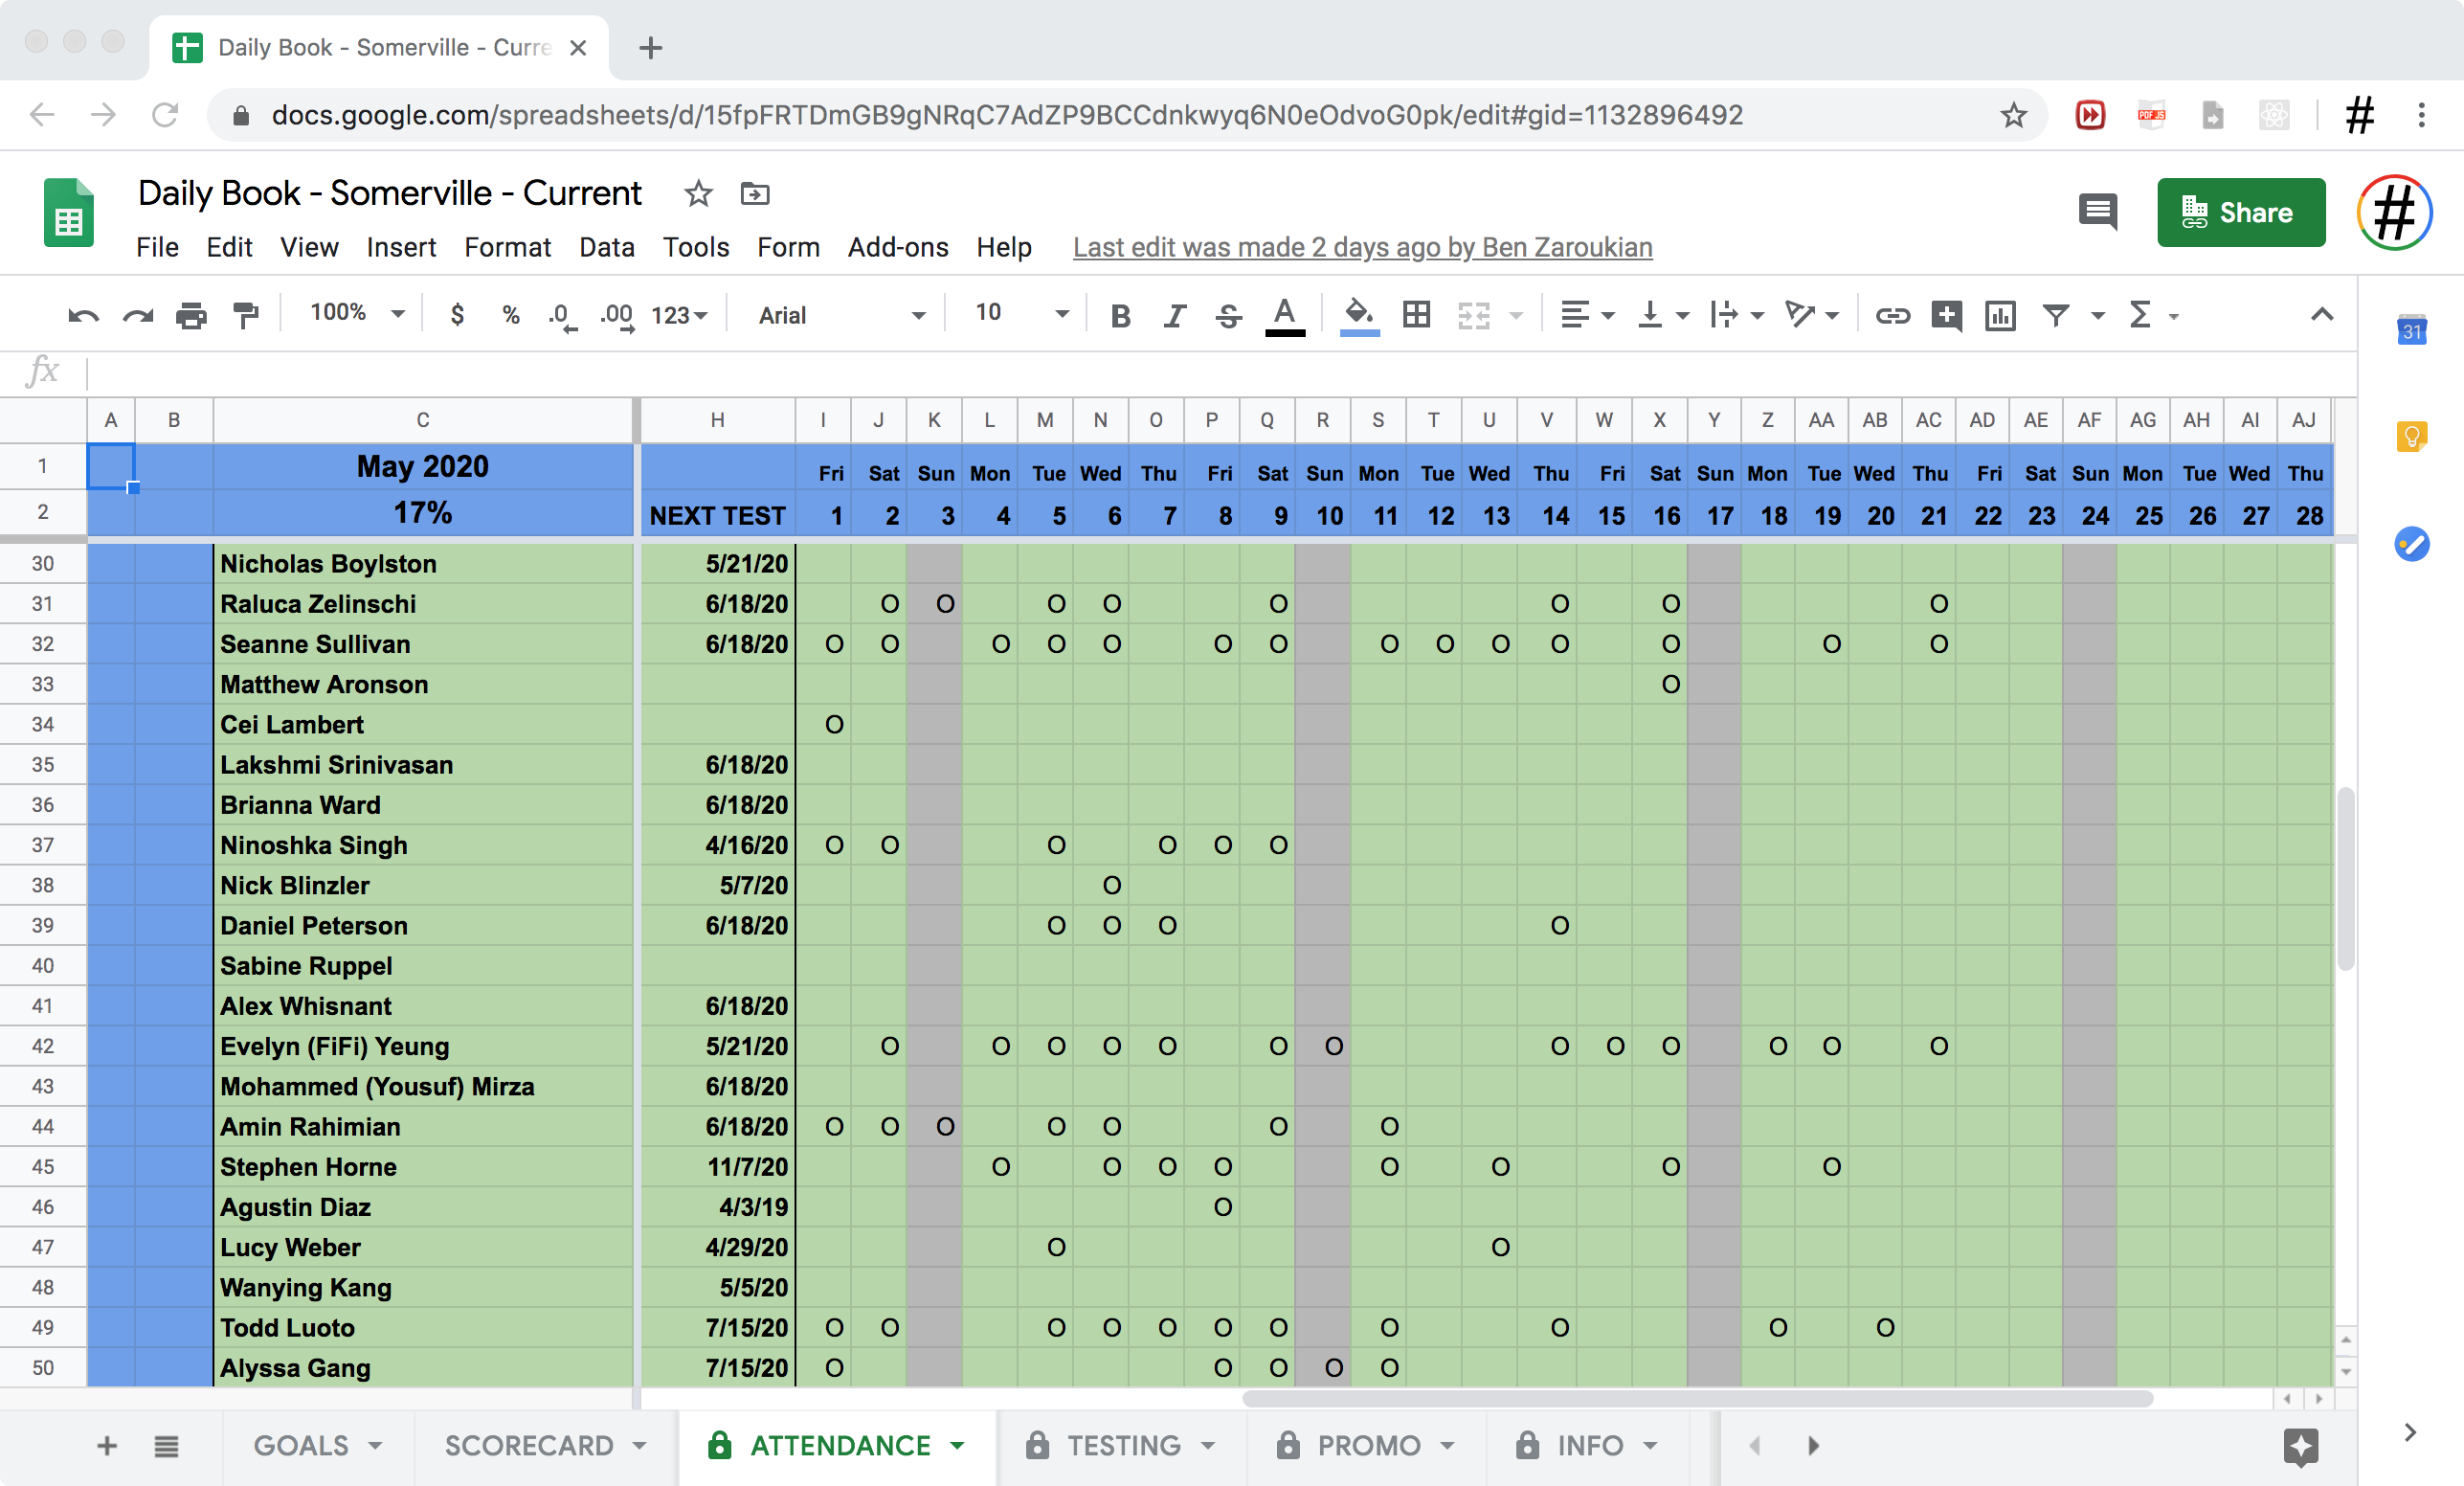 Daily Book - Somerville - Curre
docs.google.com/spreadsheets/d/15fpFRTDmGB9gNRqC7AdZP9BCCdnkwyq6N0eOdvoG0pk/edit#gid=1132896492
PDF JS
#
Daily Book - Somerville - Current
Share
#
File Edit View Insert Format Data Tools Form Add-ons Help Last edit was made 2 days ago by Ben Zaroukian
100% $ % .0 .00 123 Arial 10 B I S A Σ
31
fx
A B C H I J K L M N O P Q R S T U V W X Y Z AA AB AC AD AE AF AG AH AI AJ
1 May 2020 Fri Sat Sun Mon Tue Wed Thu Fri Sat Sun Mon Tue Wed Thu Fri Sat Sun Mon Tue Wed Thu Fri Sat Sun Mon Tue Wed Thu
2 17% NEXT TEST 1 2 3 4 5 6 7 8 9 10 11 12 13 14 15 16 17 18 19 20 21 22 23 24 25 26 27 28
30 Nicholas Boylston 5/21/20
31 Raluca Zelinschi 6/18/20 O O O O O O O O
32 Seanne Sullivan 6/18/20 O O O O O O O O O O O O O O
33 Matthew Aronson O
34 Cei Lambert O
35 Lakshmi Srinivasan 6/18/20
36 Brianna Ward 6/18/20
37 Ninoshka Singh 4/16/20 O O O O O O
38 Nick Blinzler 5/7/20 O
39 Daniel Peterson 6/18/20 O O O O
40 Sabine Ruppel
41 Alex Whisnant 6/18/20
42 Evelyn (FiFi) Yeung 5/21/20 O O O O O O O O O O O O O
43 Mohammed (Yousuf) Mirza 6/18/20
44 Amin Rahimian 6/18/20 O O O O O O O
45 Stephen Horne 11/7/20 O O O O O O O O
46 Agustin Diaz 4/3/19 O
47 Lucy Weber 4/29/20 O O
48 Wanying Kang 5/5/20
49 Todd Luoto 7/15/20 O O O O O O O O O O O
50 Alyssa Gang 7/15/20 O O O O O
GOALS SCORECARD ATTENDANCE TESTING PROMO INFO